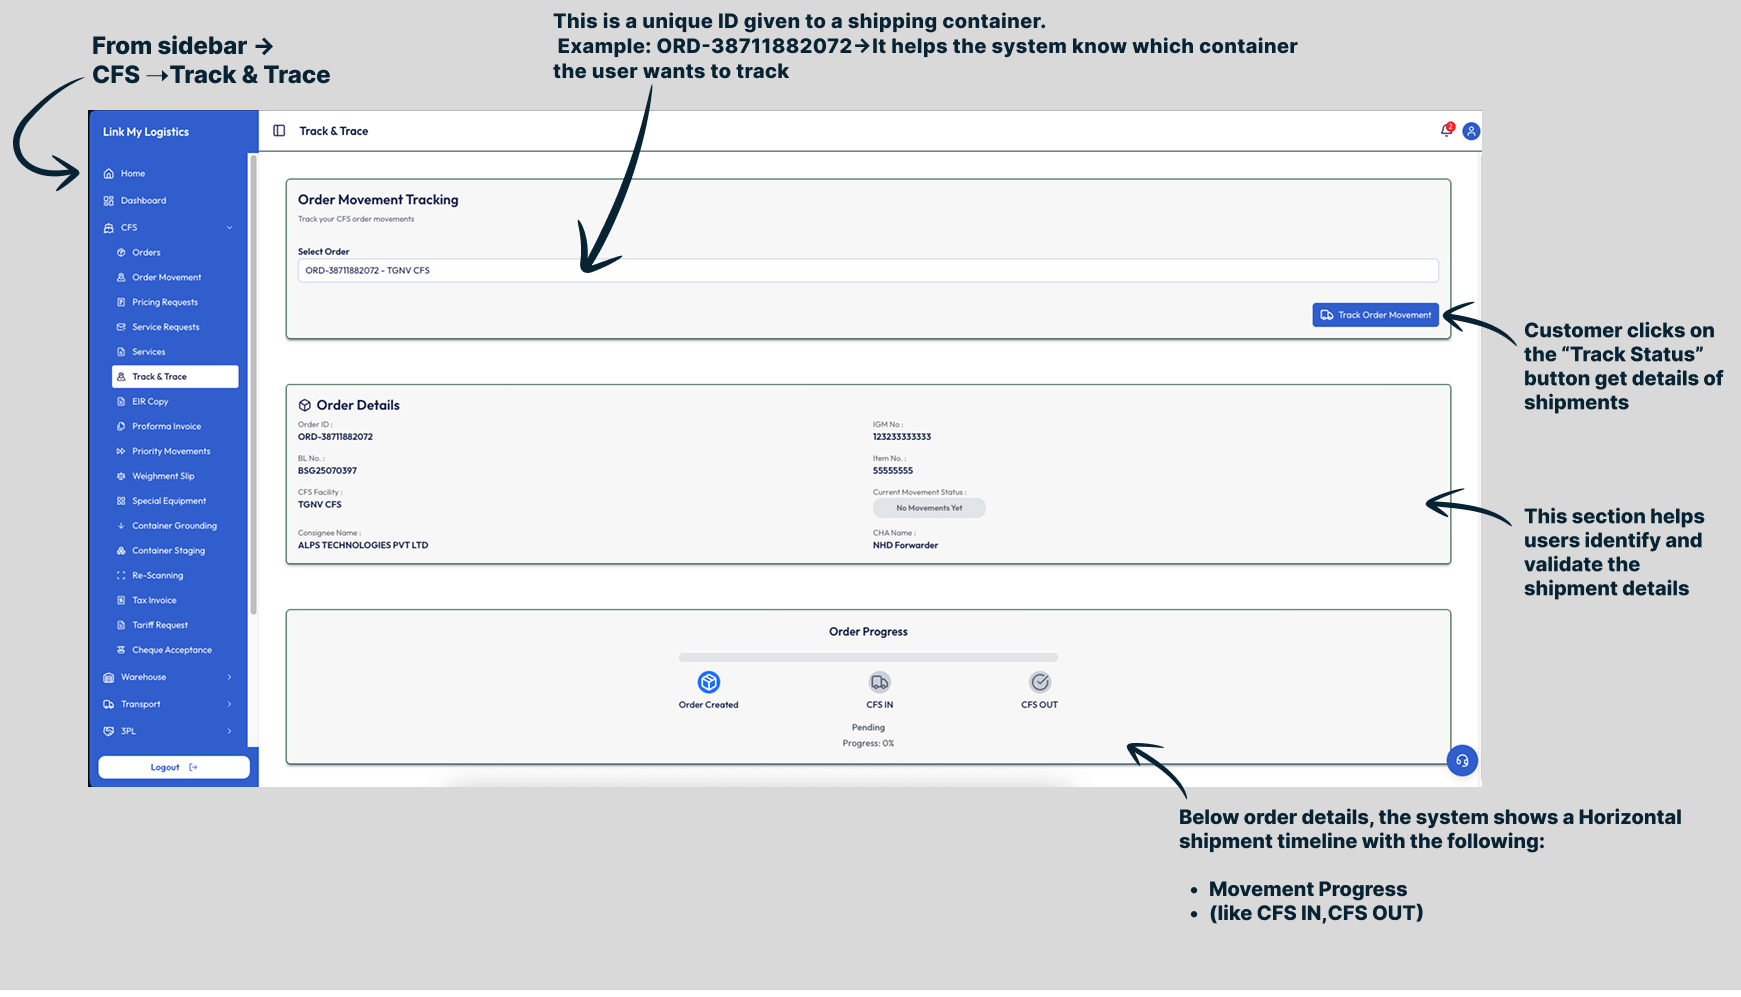 This is a unique ID given to a shipping container.
Example: ORD-38711882072→It helps the system know which container
the user wants to track
From sidebar →
CFS →Track & Trace
Link My Logistics
Track & Trace
2
Home
Dashboard
CFS
Orders
Order Movement
Pricing Requests
Service Requests
Services
Track & Trace
EIR Copy
Proforma Invoice
Priority Movements
Weighment Slip
Special Equipment
Container Grounding
Container Staging
Re-Scanning
Tax Invoice
Tariff Request
Cheque Acceptance
Warehouse
Transport
3PL
Logout
Order Movement Tracking
Track your CFS order movements
Select Order
ORD-38711882072 - TGNV CFS
Track Order Movement
Customer clicks on
the “Track Status”
button get details of
shipments
Order Details
Order ID :
ORD-38711882072
IGM No :
123233333333
BL No. :
BSG25070397
Item No. :
55555555
CFS Facility :
TGNV CFS
Current Movement Status :
No Movements Yet
Consignee Name :
ALPS TECHNOLOGIES PVT LTD
CHA Name :
NHD Forwarder
This section helps
users identify and
validate the
shipment details
Order Progress
Order Created
CFS IN
CFS OUT
Pending
Progress: 0%
Below order details, the system shows a Horizontal
shipment timeline with the following:
• Movement Progress
• (like CFS IN,CFS OUT)